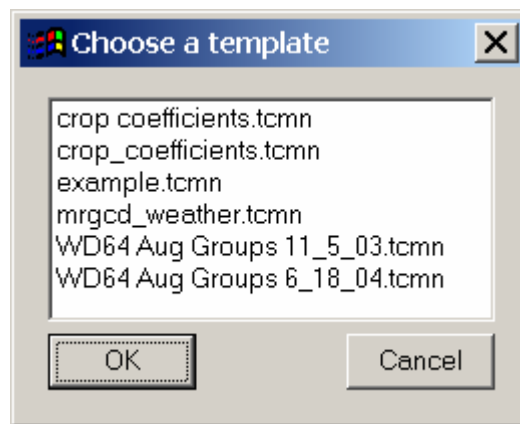 Choose a template
crop coefficients.tcmn
crop_coefficients.tcmn
example.tcmn
mrgcd_weather.tcmn
WD64 Aug Groups 11_5_03.tcmn
WD64 Aug Groups 6_18_04.tcmn
OK Cancel